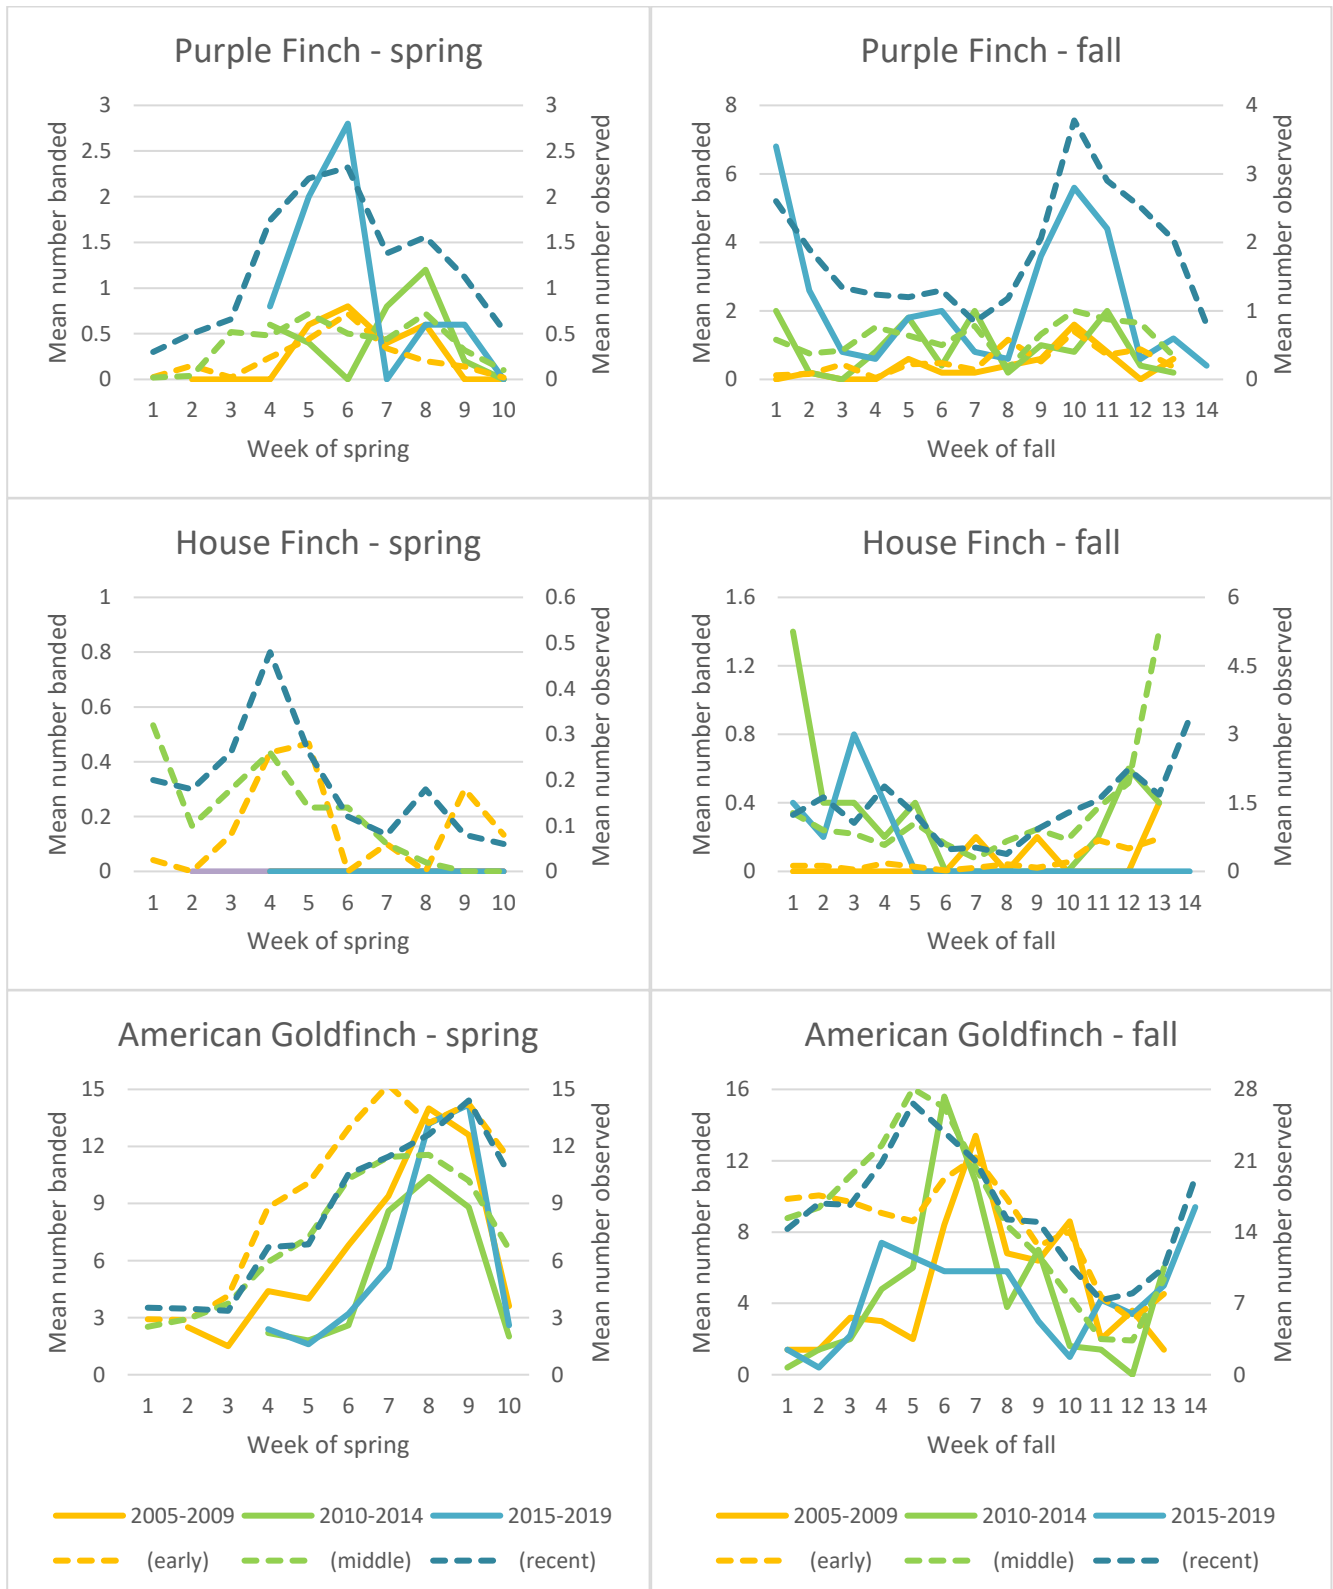 Purple Finch - spring
Mean number banded
3
2.5
2
1.5
1
0.5
0
3
2.5
2
1.5
1
0.5
0
Mean number observed
1 2 3 4 5 6 7 8 9 10
Week of spring
Purple Finch - fall
Mean number banded
8
6
4
2
0
4
3
2
1
0
Mean number observed
1 2 3 4 5 6 7 8 9 10 11 12 13 14
Week of fall
House Finch - spring
Mean number banded
1
0.8
0.6
0.4
0.2
0
0.6
0.5
0.4
0.3
0.2
0.1
0
Mean number observed
1 2 3 4 5 6 7 8 9 10
Week of spring
House Finch - fall
Mean number banded
1.6
1.2
0.8
0.4
0
6
4.5
3
1.5
0
Mean number observed
1 2 3 4 5 6 7 8 9 10 11 12 13 14
Week of fall
American Goldfinch - spring
Mean number banded
15
12
9
6
3
0
15
12
9
6
3
0
Mean number observed
1 2 3 4 5 6 7 8 9 10
Week of spring
2005-2009 2010-2014 2015-2019
(early) (middle) (recent)
American Goldfinch - fall
Mean number banded
16
12
8
4
0
28
21
14
7
0
Mean number observed
1 2 3 4 5 6 7 8 9 10 11 12 13 14
Week of fall
2005-2009 2010-2014 2015-2019
(early) (middle) (recent)